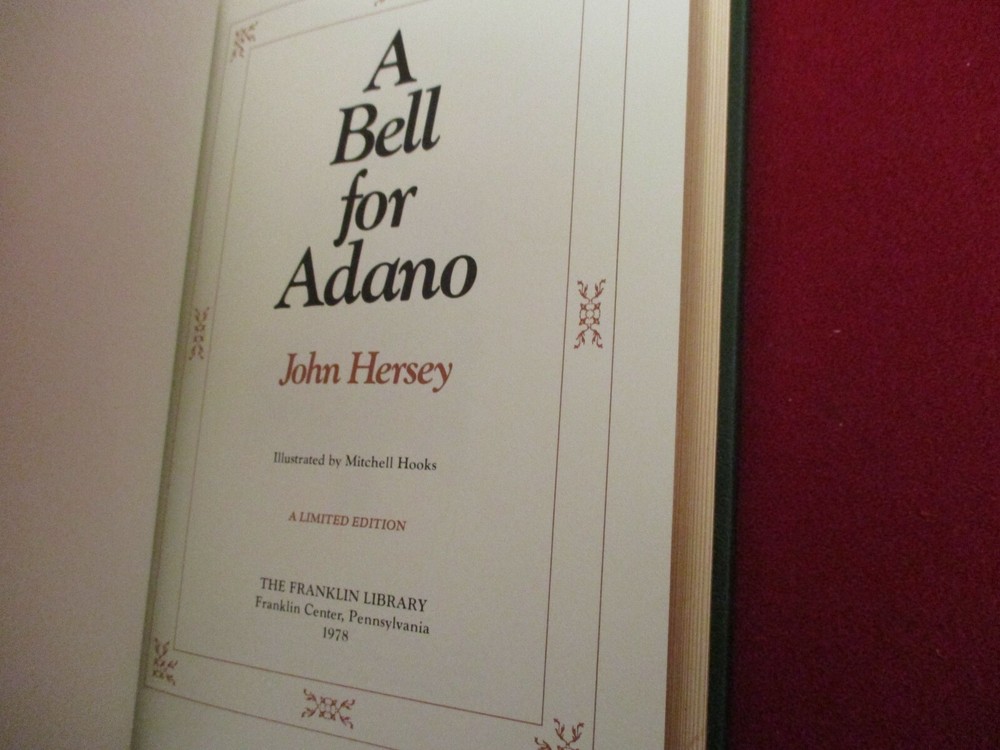 A
Bell
for
Adano
John Hersey
Illustrated by Mitchell Hooks
A LIMITED EDITION
THE FRANKLIN LIBRARY
Franklin Center, Pennsylvania
1978